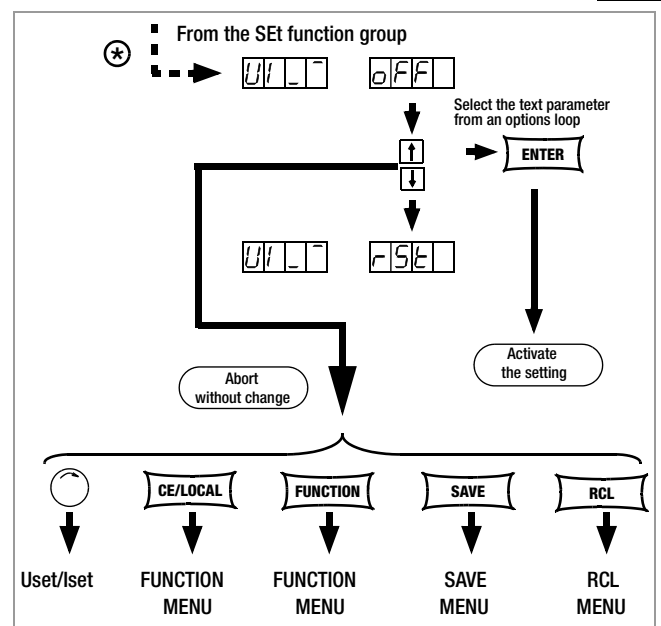 From the SEt function group
UI_¯ oFF
Select the text parameter
from an options loop
↑
ENTER
↓
UI_¯ rSt
Activate
the setting
Abort
without change
CE/LOCAL FUNCTION SAVE RCL
Uset/Iset FUNCTION FUNCTION SAVE RCL
MENU MENU MENU MENU